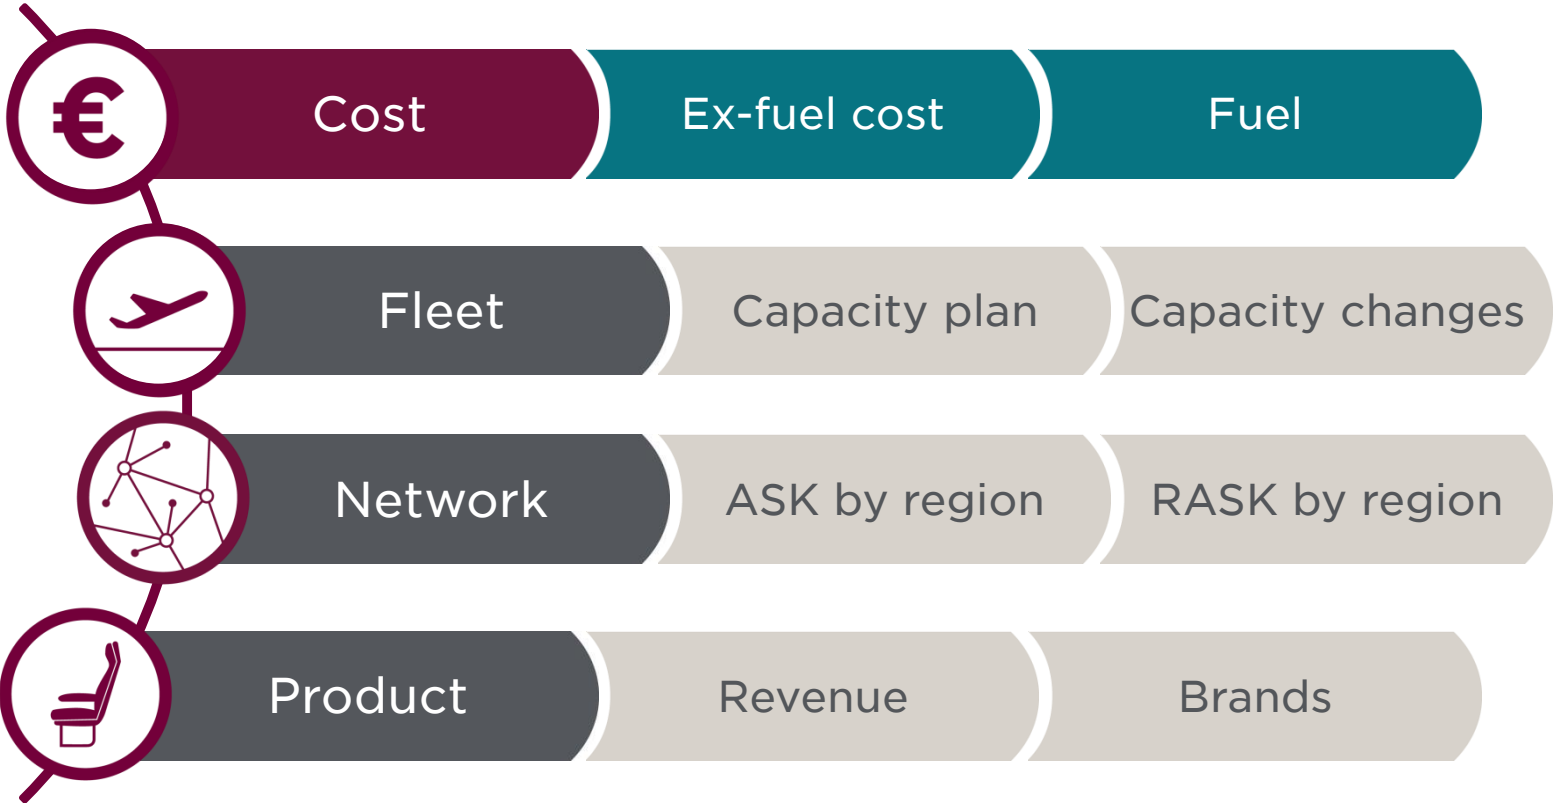 €
Cost
Ex-fuel cost
Fuel
Fleet
Capacity plan
Capacity changes
Network
ASK by region
RASK by region
Product
Revenue
Brands